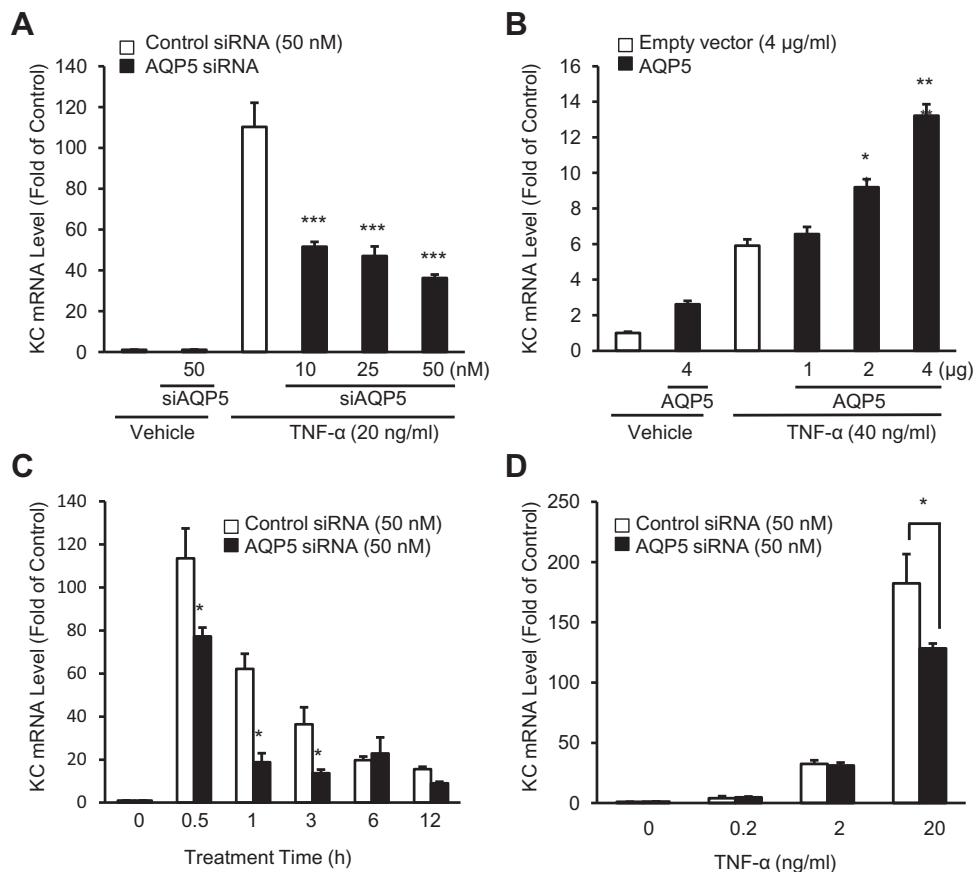 A
Control siRNA (50 nM)
AQP5 siRNA
KC mRNA Level (Fold of Control)
140
120
100
80
60
40
20
0
50 10 25 50 (nM)
siAQP5 siAQP5
Vehicle TNF-α (20 ng/ml)
***
***
***
B
Empty vector (4 µg/ml)
AQP5
KC mRNA Level (Fold of Control)
16
14
12
10
8
6
4
2
0
*
**
**
4 1 2 4 (µg)
AQP5 AQP5
Vehicle TNF-α (40 ng/ml)
C
Control siRNA (50 nM)
AQP5 siRNA (50 nM)
KC mRNA Level (Fold of Control)
140
120
100
80
60
40
20
0
*
*
*
0 0.5 1 3 6 12
Treatment Time (h)
D
Control siRNA (50 nM)
AQP5 siRNA (50 nM)
KC mRNA Level (Fold of Control)
250
200
150
100
50
0
*
0 0.2 2 20
TNF-α (ng/ml)